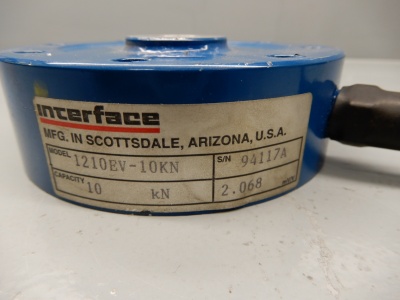 interface
MFG. IN SCOTTSDALE, ARIZONA, U.S.A.
MODEL 1210EV-10KN S/N 94117A
CAPACITY 10 kN 2.068